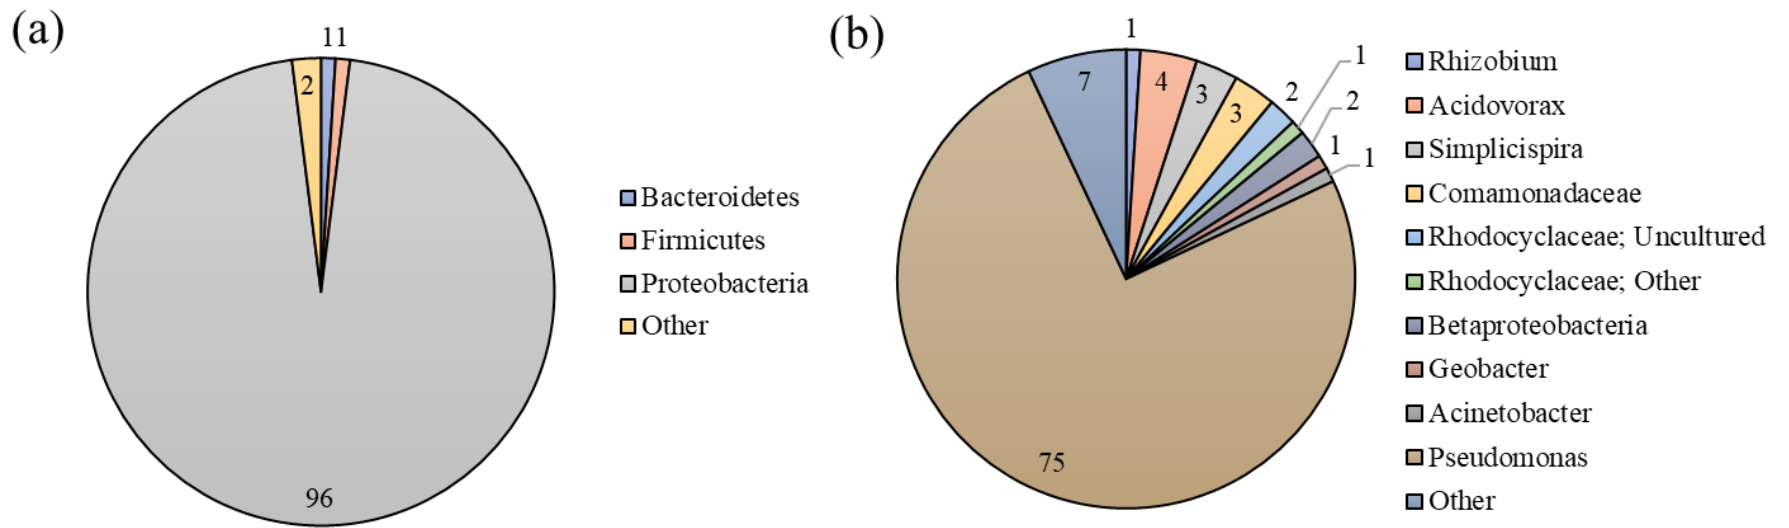 (a)
11
2
96
Bacteroidetes
Firmicutes
Proteobacteria
Other
(b)
1
4
3
3
2
1
2
1
1
75
7
Rhizobium
Acidovorax
Simplicispira
Comamonadaceae
Rhodocyclaceae; Uncultured
Rhodocyclaceae; Other
Betaproteobacteria
Geobacter
Acinetobacter
Pseudomonas
Other